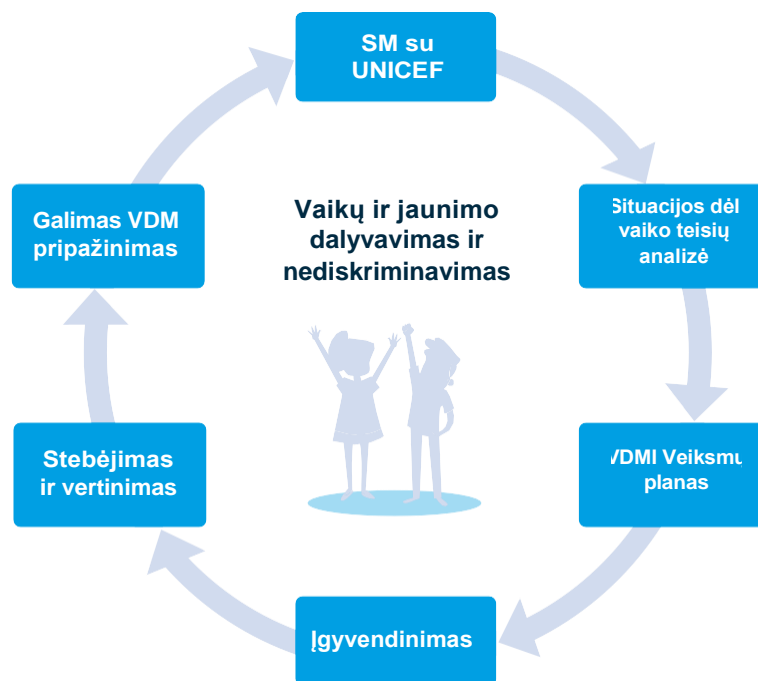 SM su
UNICEF
Situacijos dėl
vaiko teisių
analizė
VDMI Veiksmų
planas
Įgyvendinimas
Stebėjimas
ir vertinimas
Galimas VDM
pripažinimas
Vaikų ir jaunimo
dalyvavimas ir
nediskriminavimas